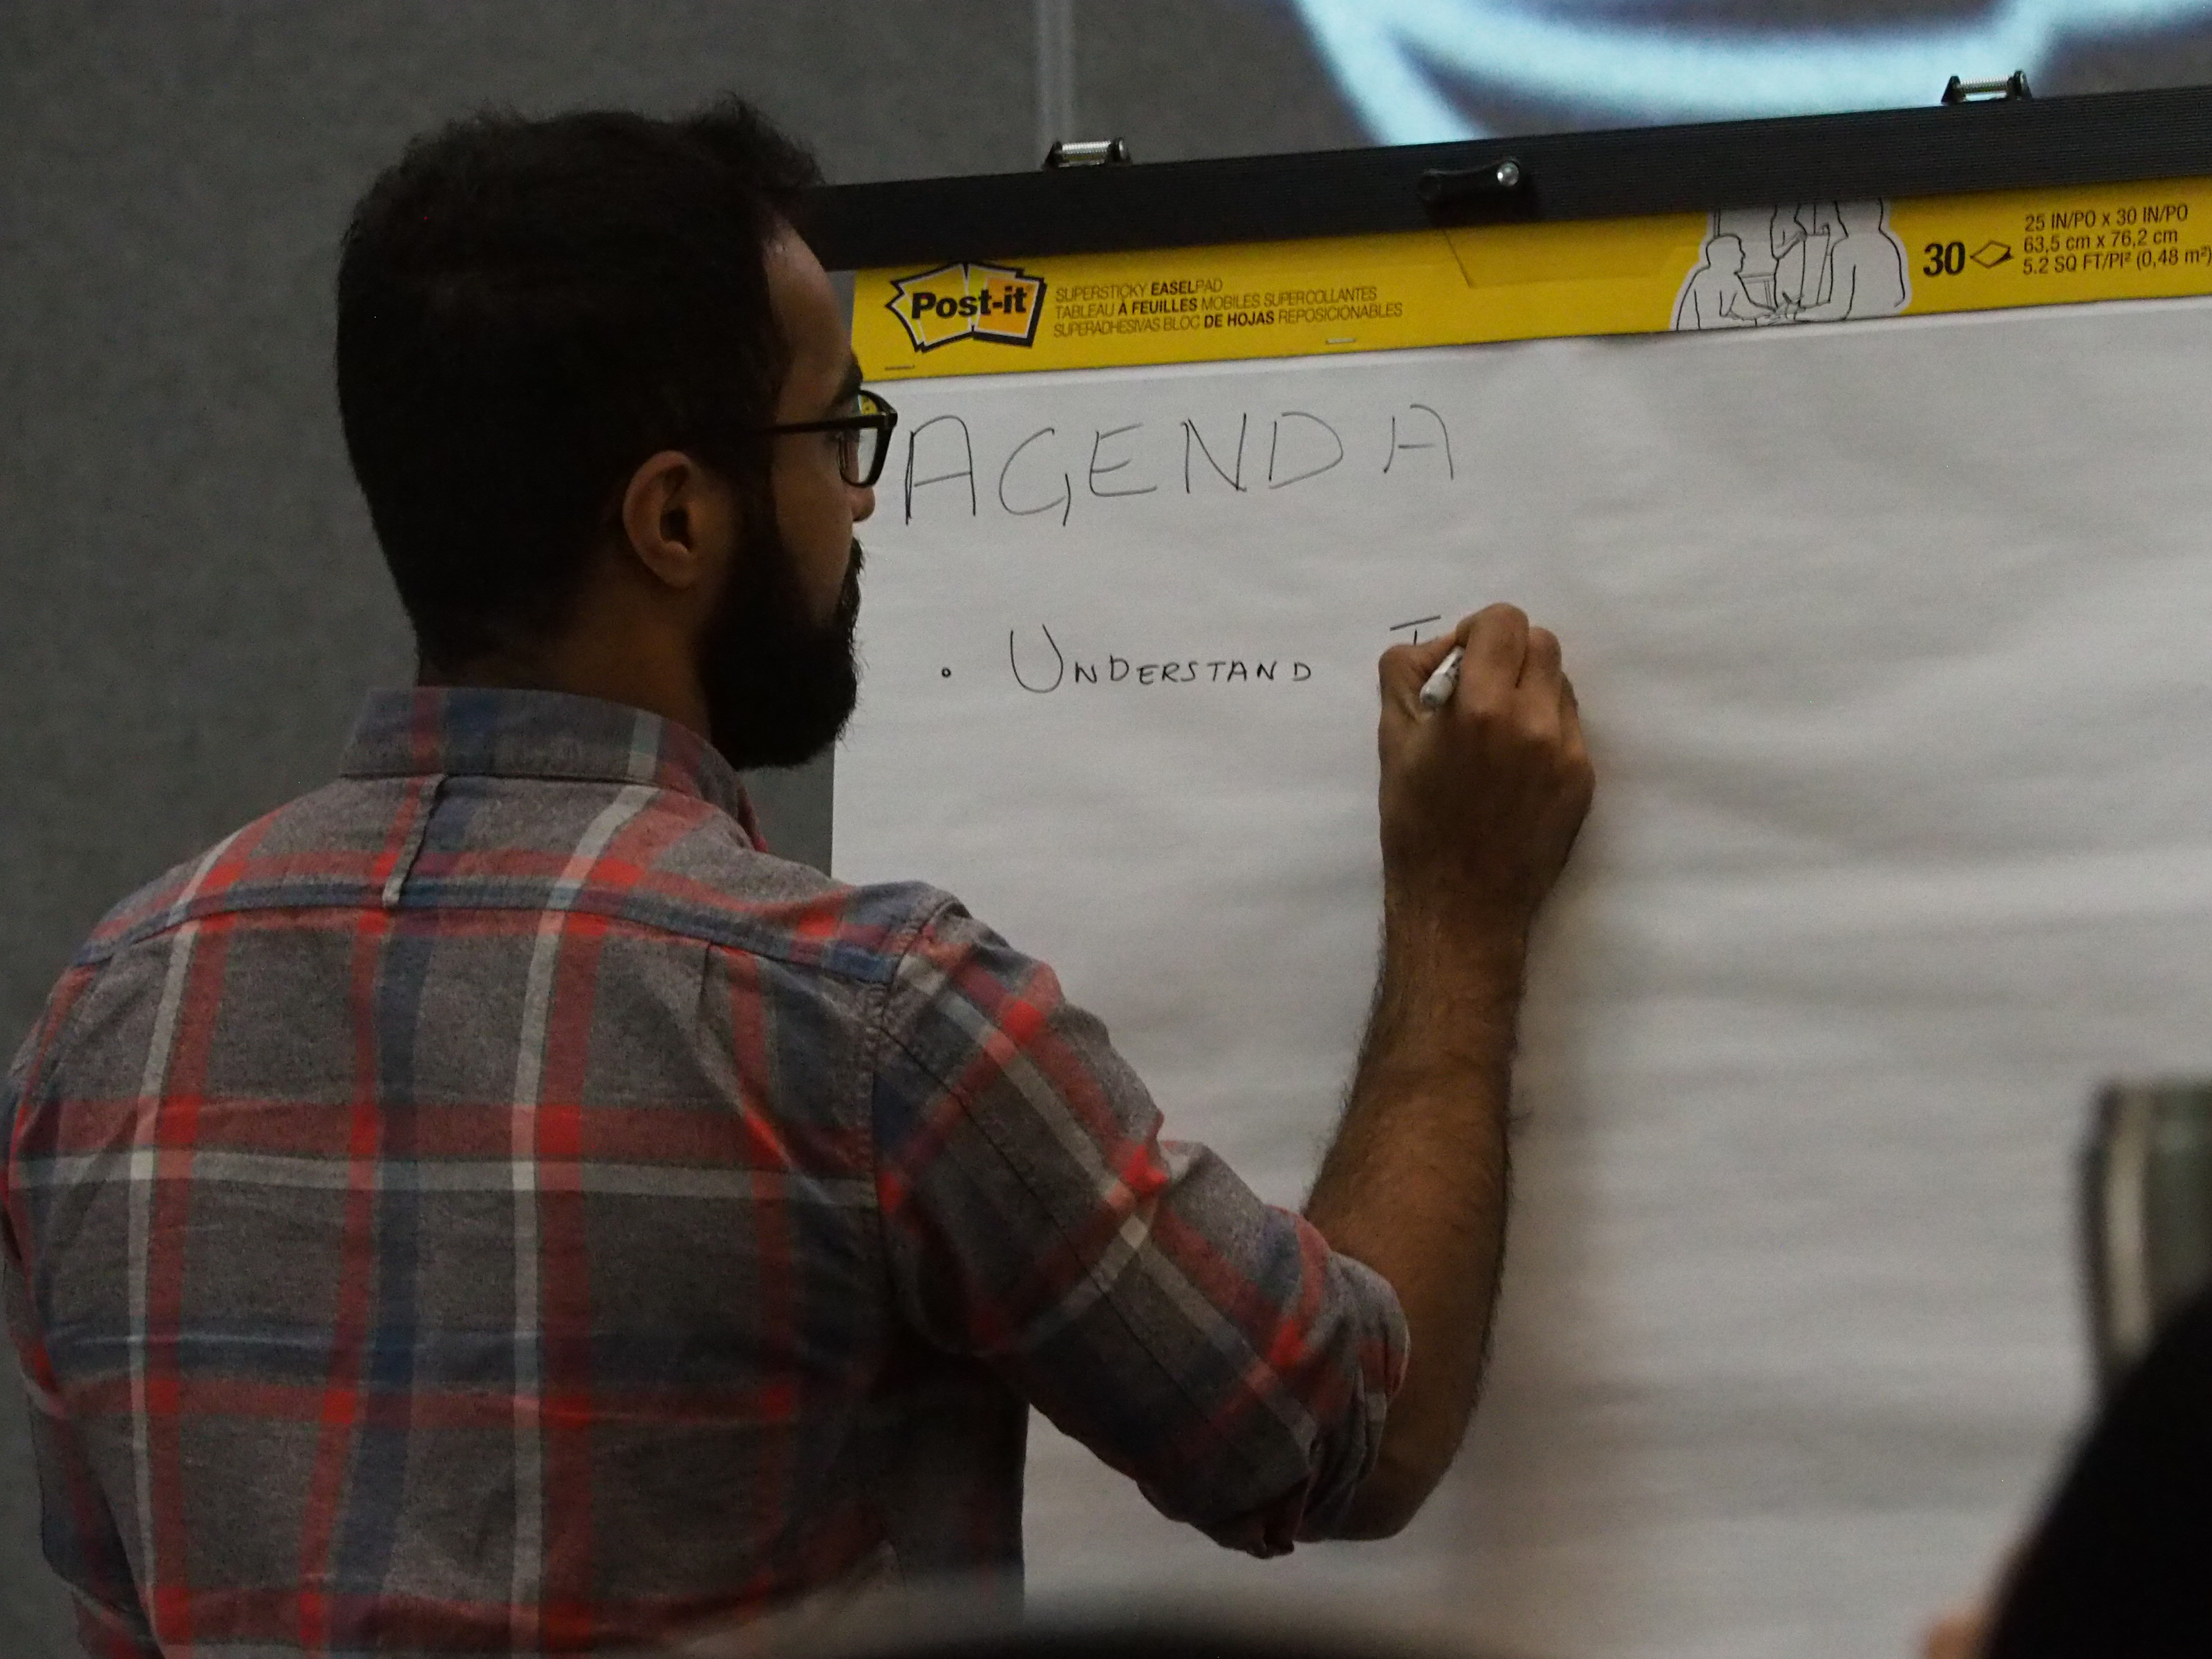 Post-it
SUPERSTICKY EASELPAD
TABLEAU À FEUILLES MOBILES SUPERCOLLANTES
SUPERADHESIVAS BLOC DE HOJAS REPOSICIONABLES
30
25 IN/PO x 30 IN/PO
63,5 cm x 76,2 cm
5.2 SQ FT/PI² (0,48 m²)
AGENDA
• UNDERSTAND